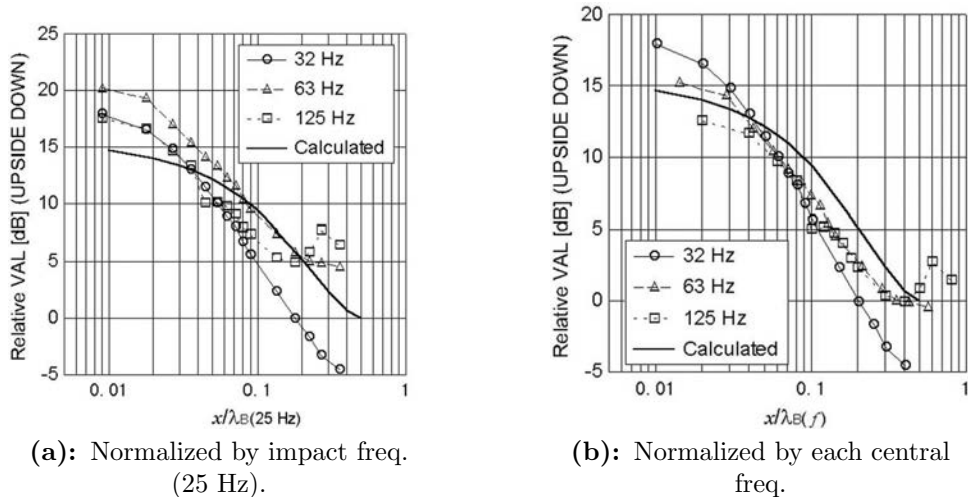 Relative VAL [dB] (UPSIDE DOWN)
25
20
15
10
5
0
-5
32 Hz
63 Hz
125 Hz
Calculated
0.01
0.1
1
x/λB(25 Hz)
(a): Normalized by impact freq.
(25 Hz).
Relative VAL [dB] (UPSIDE DOWN)
20
15
10
5
0
-5
32 Hz
63 Hz
125 Hz
Calculated
0.01
0.1
1
x/λB(f)
(b): Normalized by each central
freq.